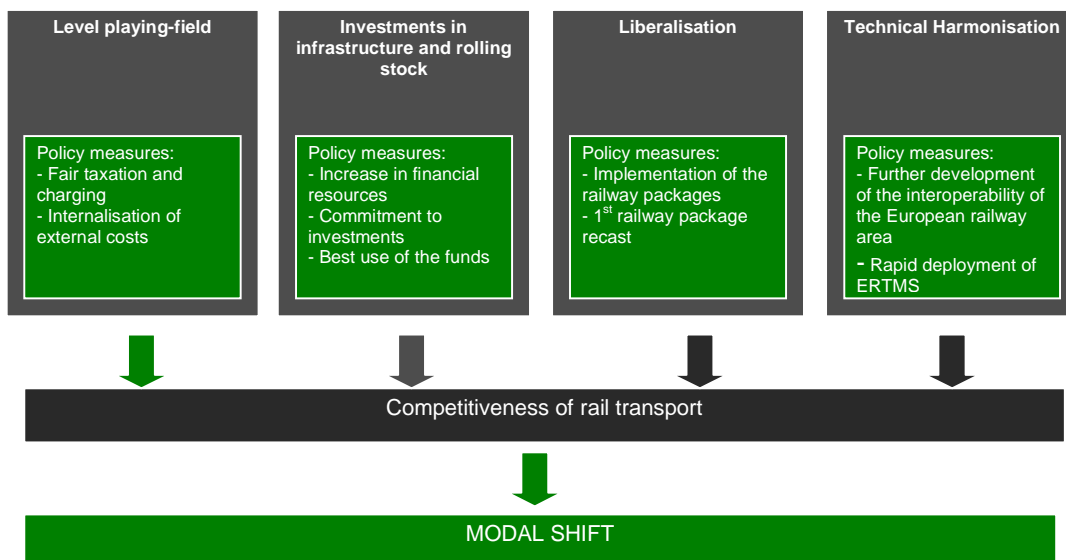 Level playing-field
Policy measures:
- Fair taxation and
charging
- Internalisation of
external costs
Investments in
infrastructure and rolling
stock
Policy measures:
- Increase in financial
resources
- Commitment to
investments
- Best use of the funds
Liberalisation
Policy measures:
- Implementation of the
railway packages
- 1st railway package
recast
Technical Harmonisation
Policy measures:
- Further development
of the interoperability of
the European railway
area
- Rapid deployment of
ERTMS
Competitiveness of rail transport
MODAL SHIFT